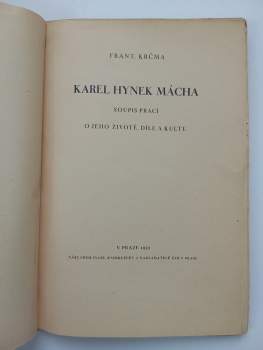 FRANT. KRČMA
KAREL HYNEK MÁCHA
SOUPIS PRACÍ
O JEHO ŽIVOTĚ, DÍLE A KULTU
V PRAZE